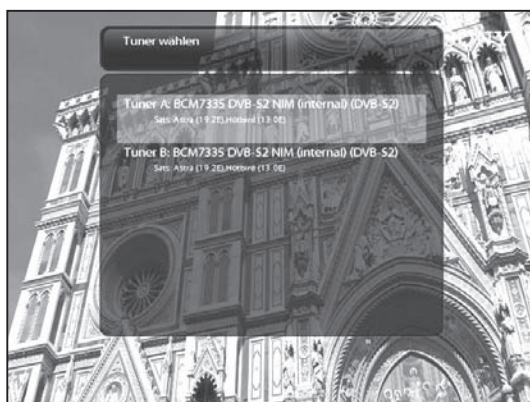 Tuner wählen
Tuner A: BCM7335 DVB-S2 NIM (internal) (DVB-S2)
Sats: Astra (19.2E),Hotbird (13.0E)
Tuner B: BCM7335 DVB-S2 NIM (internal) (DVB-S2)
Sats: Astra (19.2E),Hotbird (13.0E)